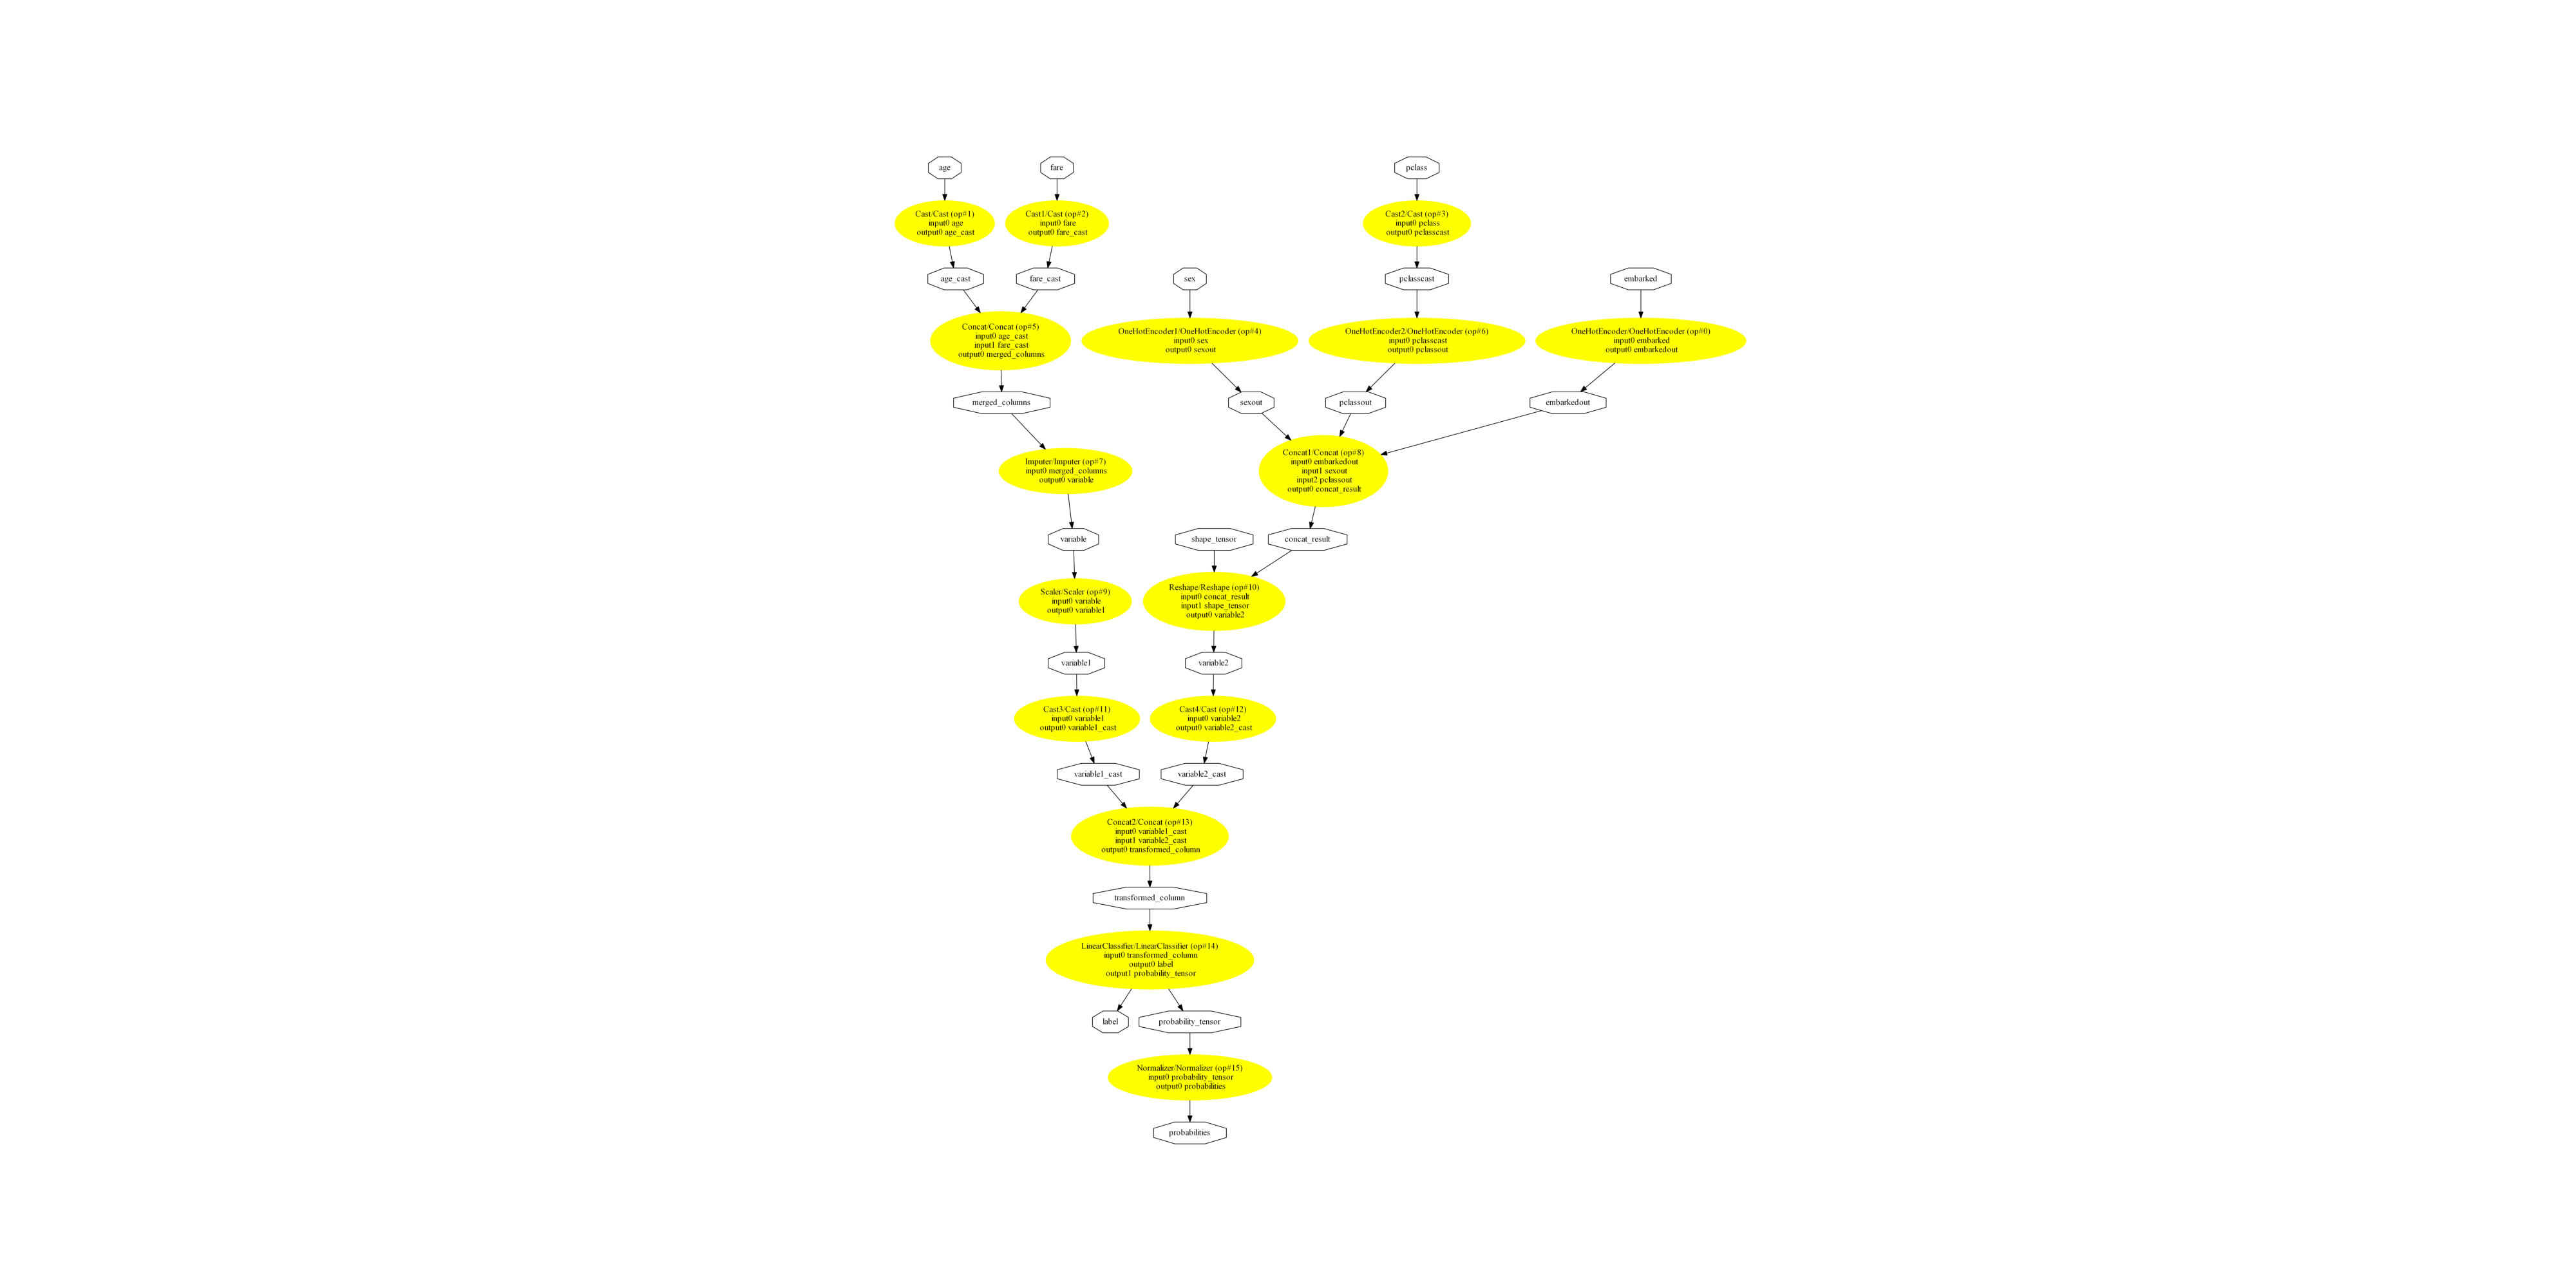 age
fare
pclass
Cast/Cast (op#1)
input0 age
output0 age_cast
Cast1/Cast (op#2)
input0 fare
output0 fare_cast
Cast2/Cast (op#3)
input0 pclass
output0 pclasscast
age_cast
fare_cast
sex
pclasscast
embarked
Concat/Concat (op#5)
input0 age_cast
input1 fare_cast
output0 merged_columns
OneHotEncoder1/OneHotEncoder (op#4)
input0 sex
output0 sexout
OneHotEncoder2/OneHotEncoder (op#6)
input0 pclasscast
output0 pclassout
OneHotEncoder/OneHotEncoder (op#0)
input0 embarked
output0 embarkedout
merged_columns
sexout
pclassout
embarkedout
Imputer/Imputer (op#7)
input0 merged_columns
output0 variable
Concat1/Concat (op#8)
input0 embarkedout
input1 sexout
input2 pclassout
output0 concat_result
variable
shape_tensor
concat_result
Scaler/Scaler (op#9)
input0 variable
output0 variable1
Reshape/Reshape (op#10)
input0 concat_result
input1 shape_tensor
output0 variable2
variable1
variable2
Cast3/Cast (op#11)
input0 variable1
output0 variable1_cast
Cast4/Cast (op#12)
input0 variable2
output0 variable2_cast
variable1_cast
variable2_cast
Concat2/Concat (op#13)
input0 variable1_cast
input1 variable2_cast
output0 transformed_column
transformed_column
LinearClassifier/LinearClassifier (op#14)
input0 transformed_column
output0 label
output1 probability_tensor
label
probability_tensor
Normalizer/Normalizer (op#15)
input0 probability_tensor
output0 probabilities
probabilities